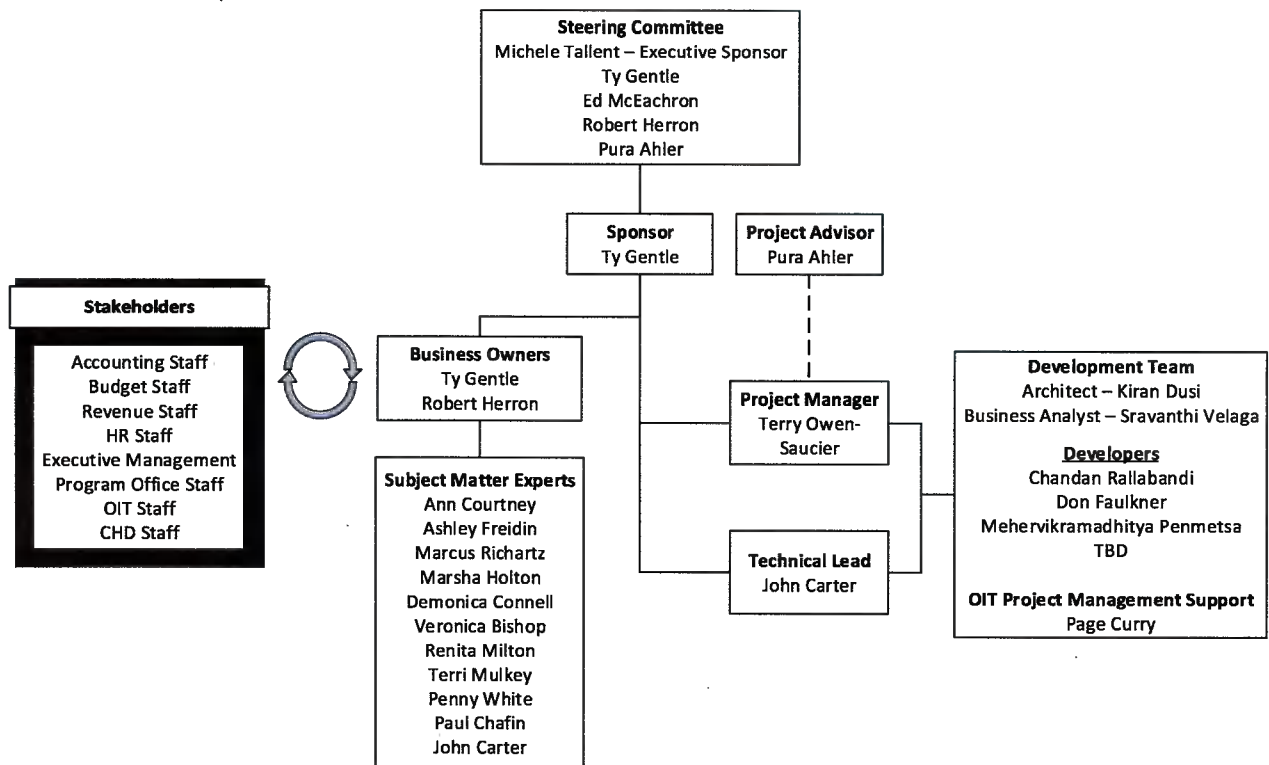 Steering Committee
Michele Tallent – Executive Sponsor
Ty Gentle
Ed McEachron
Robert Herron
Pura Ahler
Sponsor
Ty Gentle
Project Advisor
Pura Ahler
Stakeholders
Accounting Staff
Budget Staff
Revenue Staff
HR Staff
Executive Management
Program Office Staff
OIT Staff
CHD Staff
Business Owners
Ty Gentle
Robert Herron
Subject Matter Experts
Ann Courtney
Ashley Freidin
Marcus Richartz
Marsha Holton
Demonica Connell
Veronica Bishop
Renita Milton
Terri Mulkey
Penny White
Paul Chafin
John Carter
Project Manager
Terry Owen-
Saucier
Technical Lead
John Carter
Development Team
Architect – Kiran Dusi
Business Analyst – Sravanthi Velaga
Developers
Chandan Rallabandi
Don Faulkner
Mehervikramadhitya Penmetsa
TBD
OIT Project Management Support
Page Curry